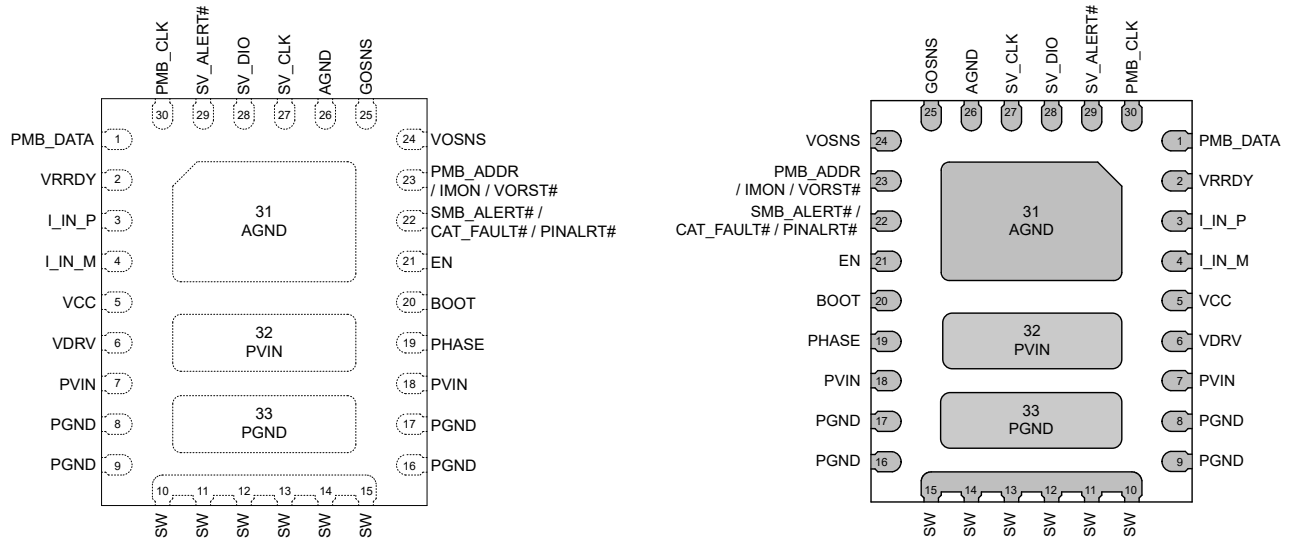 PMB_CLK
SV_ALERT#
SV_DIO
SV_CLK
AGND
GOSNS
30
29
28
27
26
25
PMB_DATA 1
VRRDY 2
I_IN_P 3
I_IN_M 4
VCC 5
VDRV 6
PVIN 7
PGND 8
PGND 9
31
AGND
32
PVIN
33
PGND
24 VOSNS
23 PMB_ADDR
/ IMON / VORST#
22 SMB_ALERT# /
CAT_FAULT# / PINALRT#
21 EN
20 BOOT
19 PHASE
18 PVIN
17 PGND
16 PGND
10
11
12
13
14
15
SW
SW
SW
SW
SW
SW
GOSNS
AGND
SV_CLK
SV_DIO
SV_ALERT#
PMB_CLK
25
26
27
28
29
30
VOSNS 24
PMB_ADDR
/ IMON / VORST# 23
SMB_ALERT# /
CAT_FAULT# / PINALRT# 22
EN 21
BOOT 20
PHASE 19
PVIN 18
PGND 17
PGND 16
31
AGND
32
PVIN
33
PGND
1 PMB_DATA
2 VRRDY
3 I_IN_P
4 I_IN_M
5 VCC
6 VDRV
7 PVIN
8 PGND
9 PGND
15
14
13
12
11
10
SW
SW
SW
SW
SW
SW